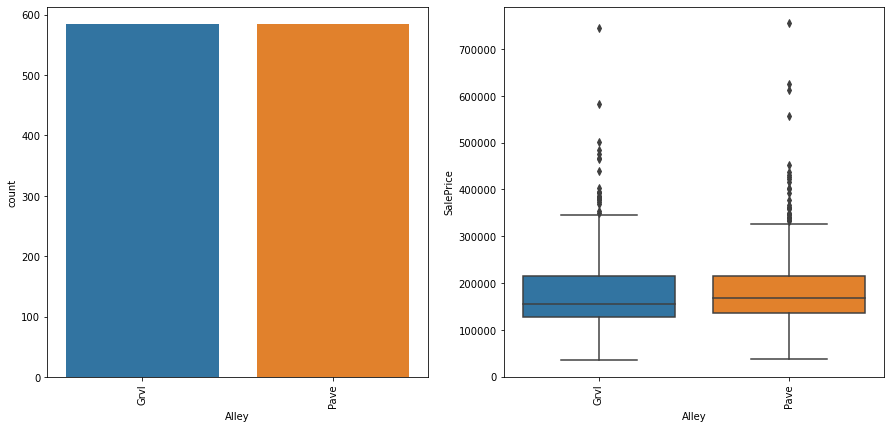 600
500
400
300
200
100
0
count
Grvl
Pave
Alley
700000
600000
500000
400000
300000
200000
100000
0
SalePrice
Grvl
Pave
Alley